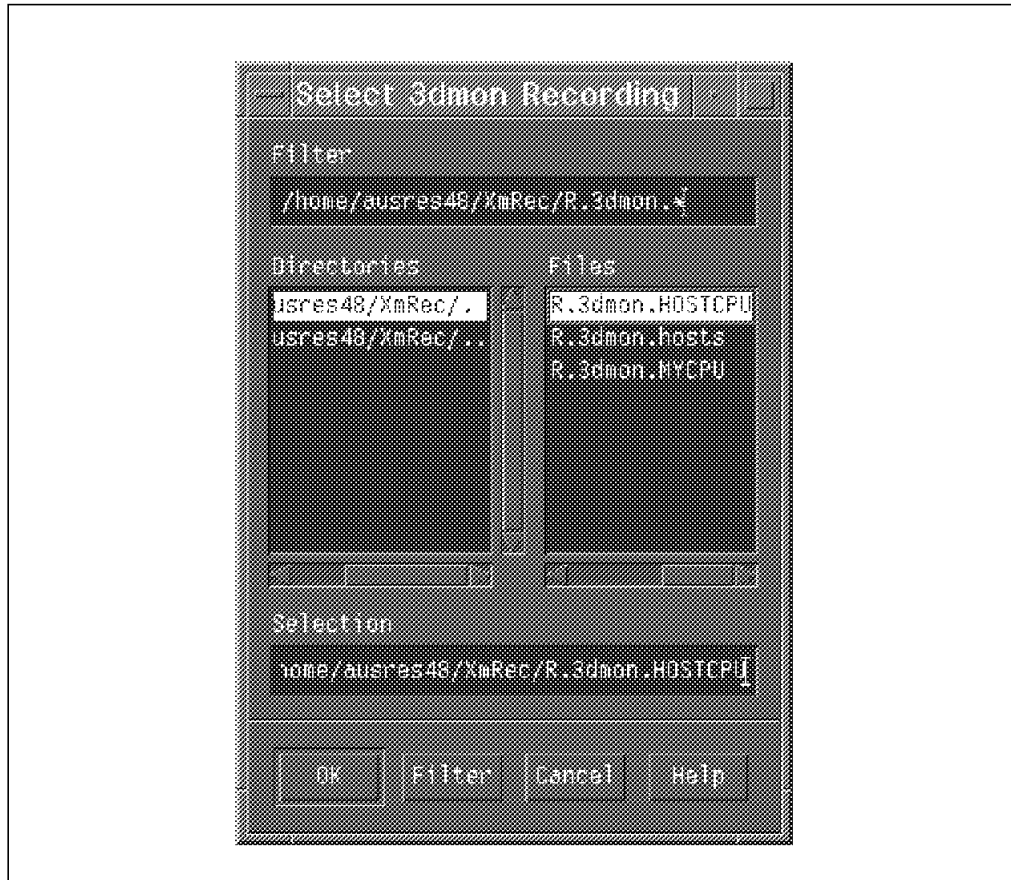 Select 3dmon Recording
Filter
/home/ausres48/XmRec/R.3dmon.*
Directories
Files
usres48/XmRec/.
usres48/XmRec/..
R.3dmon.HOSTCPU
R.3dmon.hosts
R.3dmon.MYCPU
Selection
home/ausres48/XmRec/R.3dmon.HOSTCPU
OK
Filter
Cancel
Help